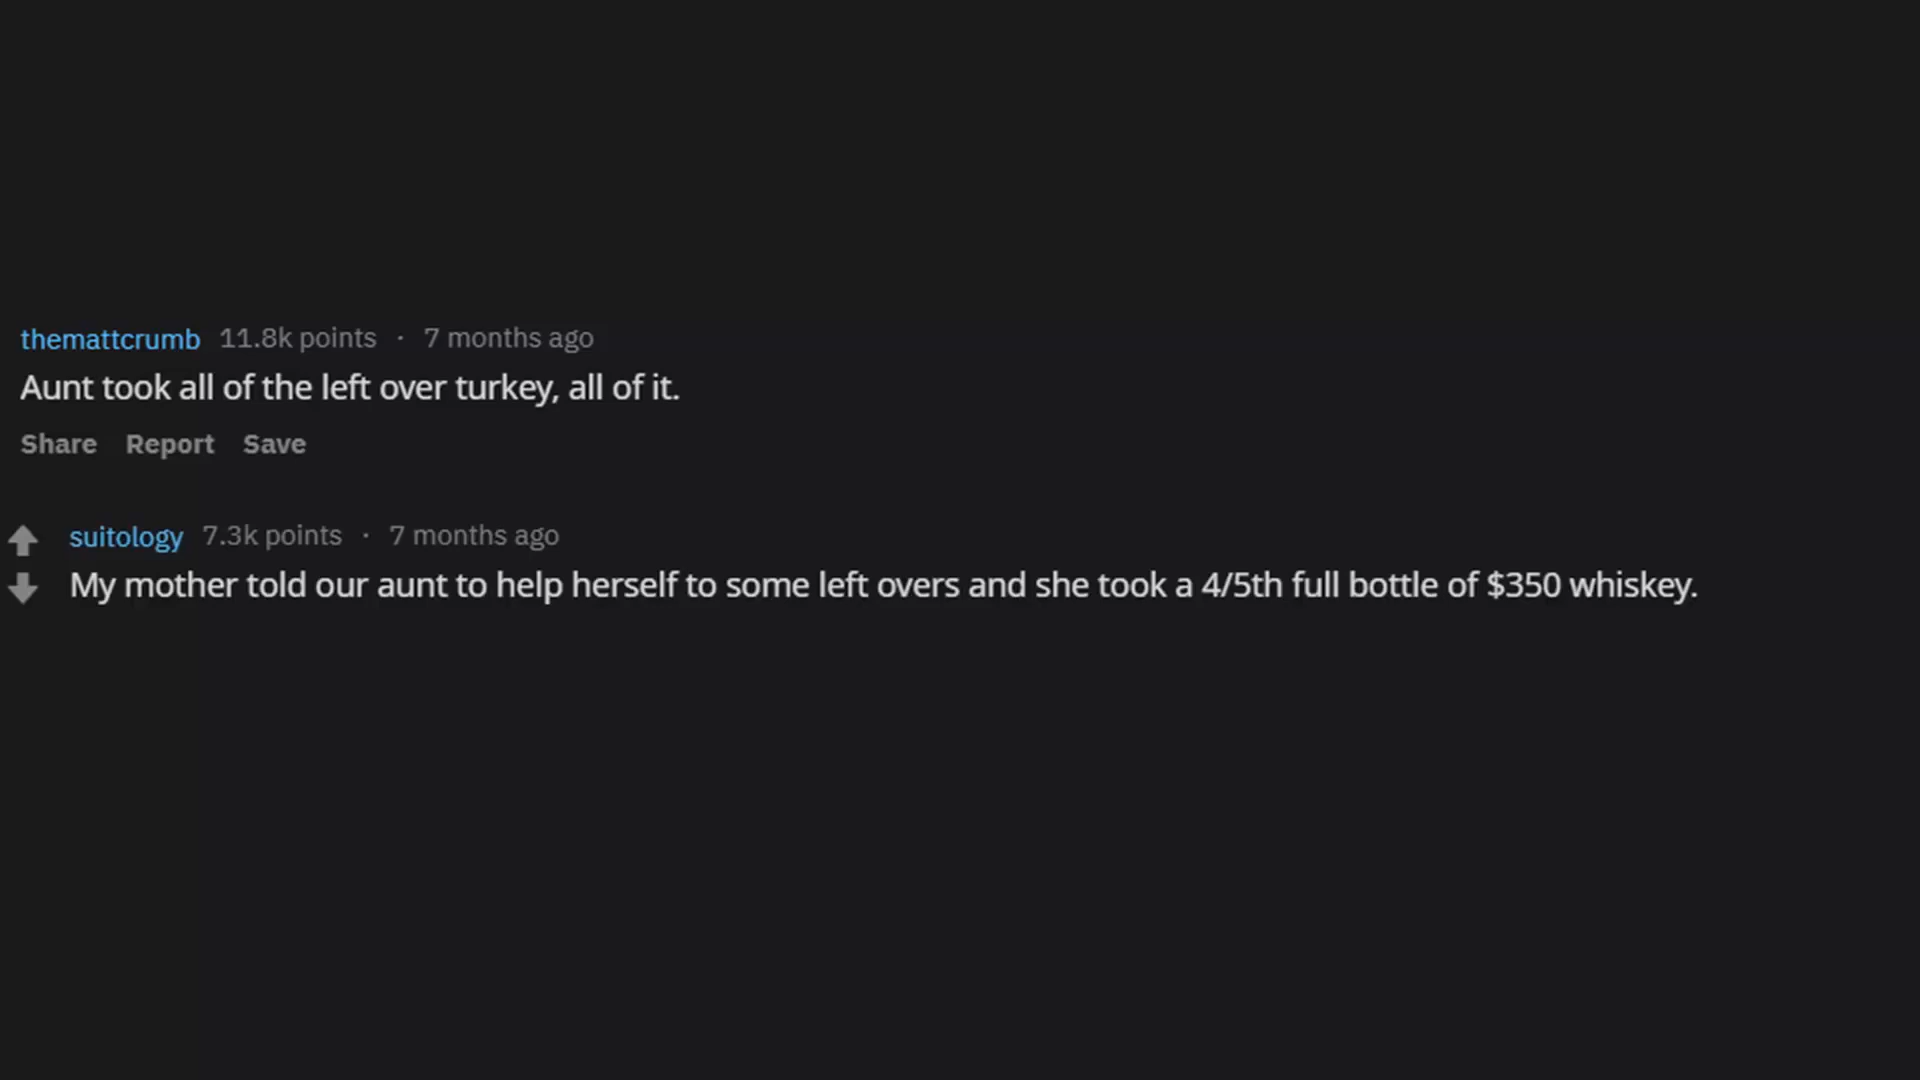 themattcrumb 11.8k points · 7 months ago
Aunt took all of the left over turkey, all of it.
Share Report Save
suitology 7.3k points · 7 months ago
My mother told our aunt to help herself to some left overs and she took a 4/5th full bottle of $350 whiskey.